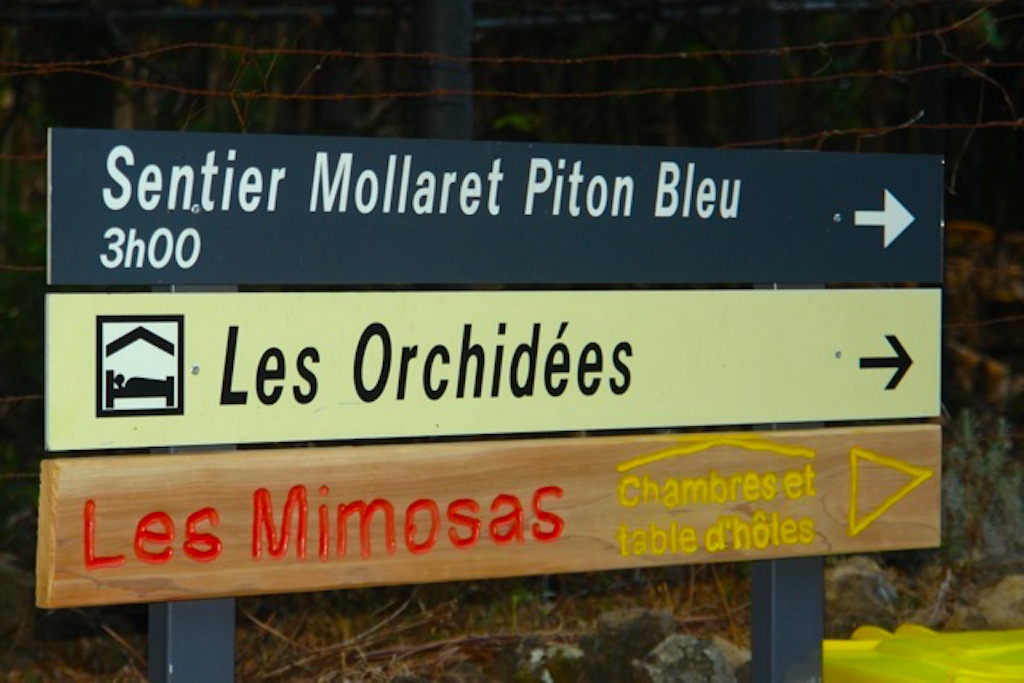 Sentier Mollaret Piton Bleu
3h00
Les Orchidées
Les Mimosas
Chambres et
table d'hôtes